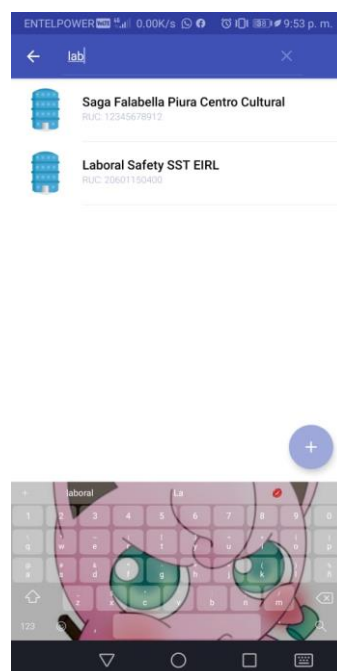 ENTELPOWER 0.00K/s 9:53 p. m.
lab
Saga Falabella Piura Centro Cultural
RUC: 12345678912
Laboral Safety SST EIRL
RUC: 20601150400
+
laboral La
1 2 3 4 5 6 7 8 9 0
q w e r t y u i o p
a s d f g h j k l ñ
z x c v b n m
123 ,